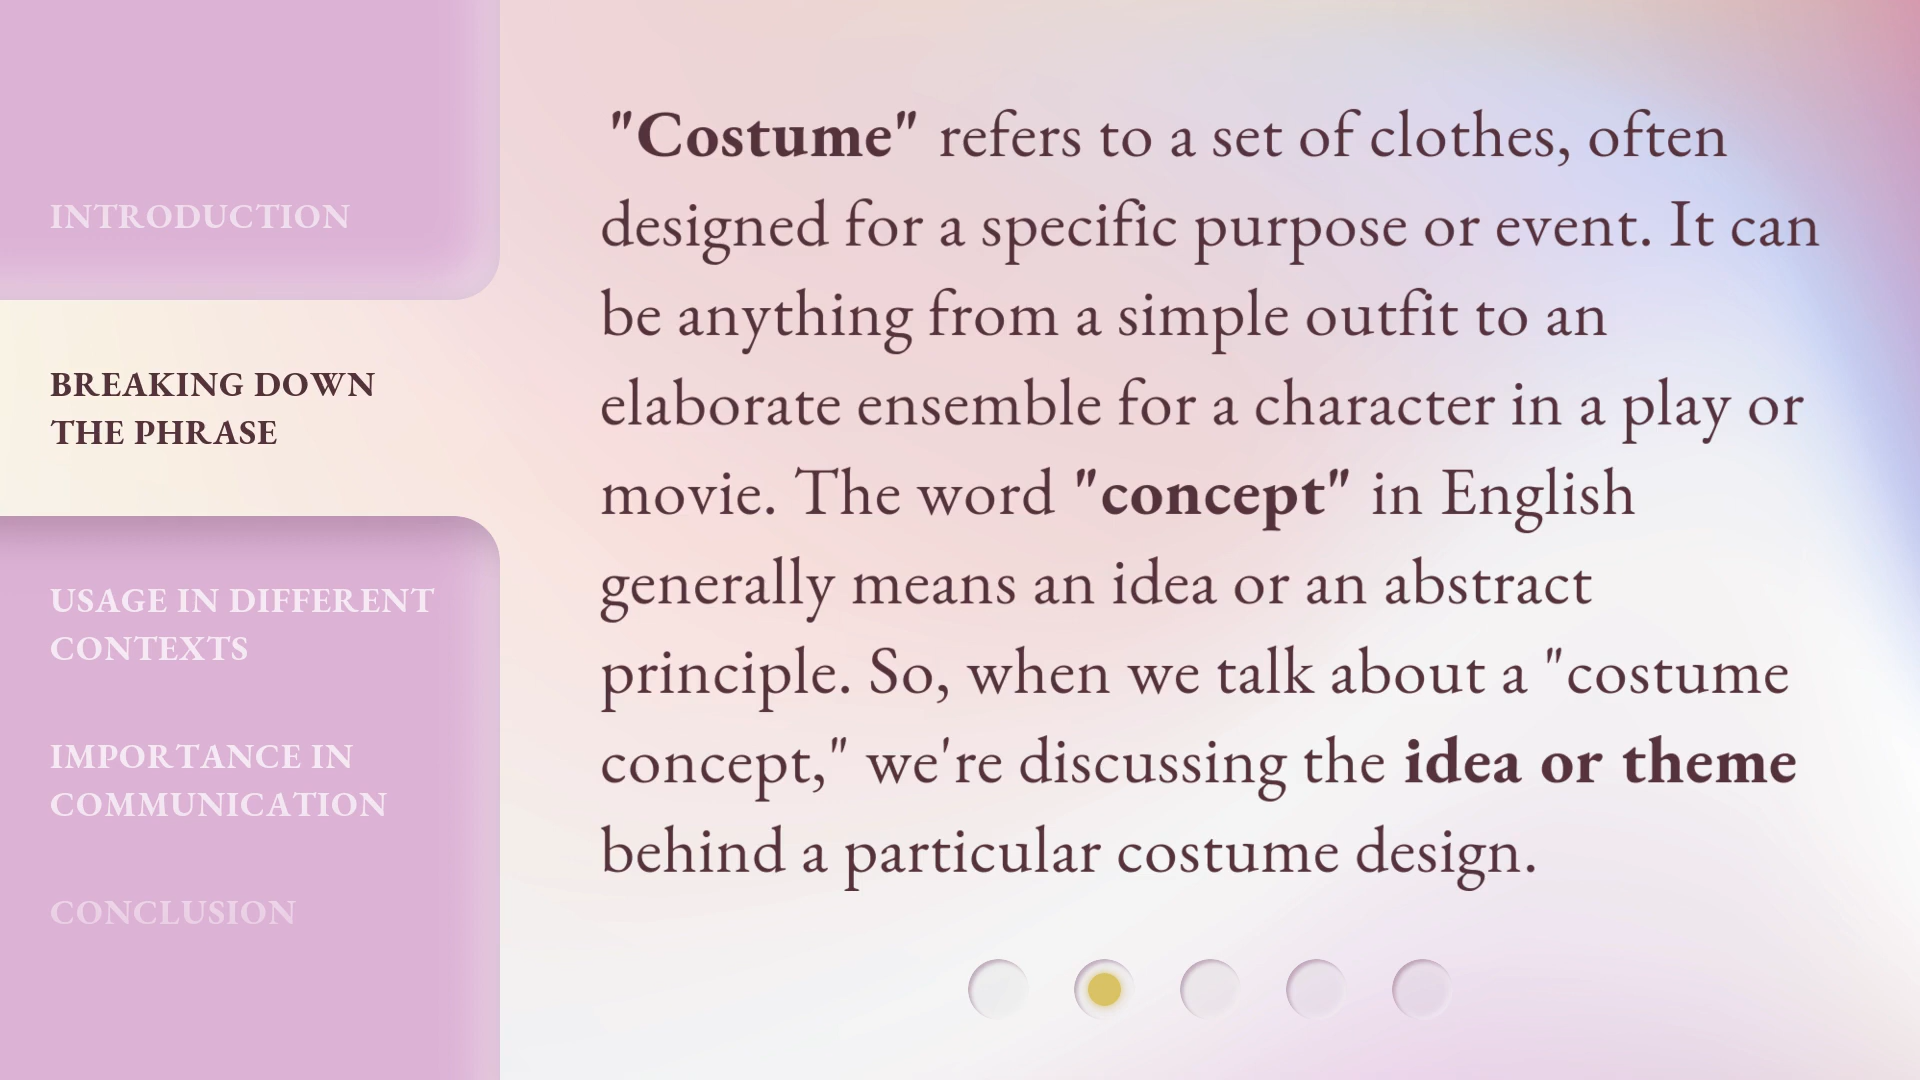 INTRODUCTION
BREAKING DOWN
THE PHRASE
USAGE IN DIFFERENT
CONTEXTS
IMPORTANCE IN
COMMUNICATION
CONCLUSION
"Costume" refers to a set of clothes, often
designed for a specific purpose or event. It can
be anything from a simple outfit to an
elaborate ensemble for a character in a play or
movie. The word "concept" in English
generally means an idea or an abstract
principle. So, when we talk about a "costume
concept," we're discussing the idea or theme
behind a particular costume design.